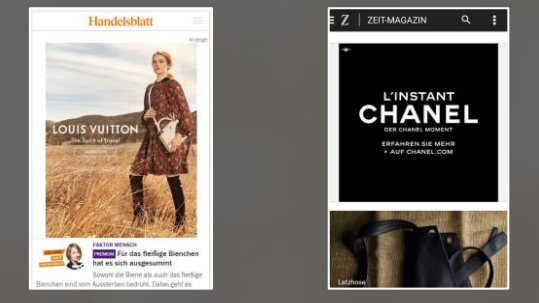 Handelsblatt
Anzeige
LOUIS VUITTON
The Spirit of Travel
FAKTOR MENSCH
PREMIUM Für das fleißige Bienchen
hat es sich ausgesummt
Sowohl die Biene als auch das fleißige
Bienchen sind vom Aussterben bedroht. Dabei geht es
Z ZEIT-MAGAZIN
L'INSTANT
CHANEL
DER CHANEL MOMENT
ERFAHREN SIE MEHR
+ AUF CHANEL.COM
Latzhose